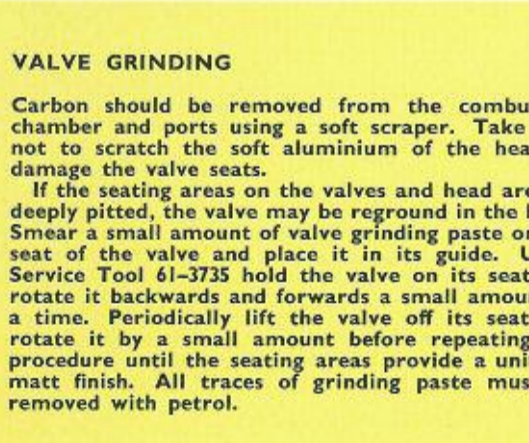 VALVE GRINDING
Carbon should be removed from the combu
chamber and ports using a soft scraper. Take
not to scratch the soft aluminium of the hea
damage the valve seats.
If the seating areas on the valves and head are
deeply pitted, the valve may be reground in the
Smear a small amount of valve grinding paste
seat of the valve and place it in its guide.
Service Tool 61–3735 hold the valve on its seat
rotate it backwards and forwards a small amou
a time. Periodically lift the valve off its seat
rotate it by a small amount before repeating
procedure until the seating areas provide a uni
matt finish. All traces of grinding paste mus
removed with petrol.